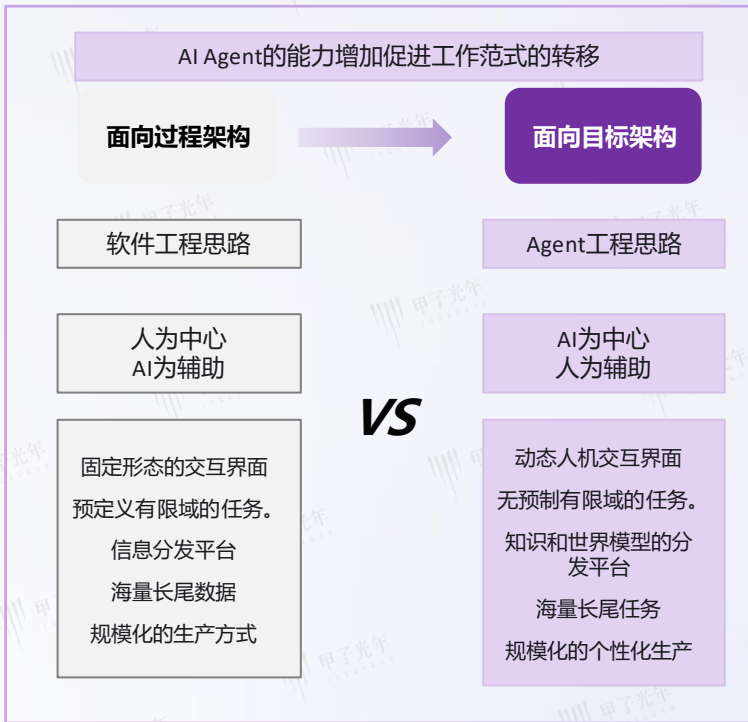 AI Agent的能力增加促进工作范式的转移
面向过程架构
面向目标架构
软件工程思路
Agent工程思路
人为中心
AI为辅助
AI为中心
人为辅助
VS
固定形态的交互界面
预定义有限域的任务。
信息分发平台
海量长尾数据
规模化的生产方式
动态人机交互界面
无预制有限域的任务。
知识和世界模型的分
发平台
海量长尾任务
规模化的个性化生产
甲子光年